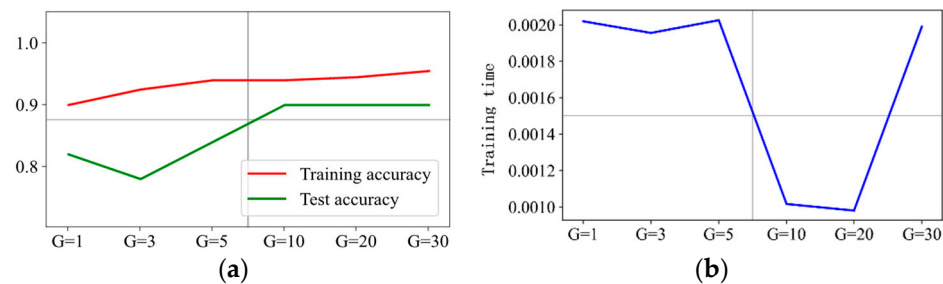 1.0
0.9
0.8
Training accuracy
Test accuracy
G=1 G=3 G=5 G=10 G=20 G=30
(a)
Training time
0.0020
0.0018
0.0016
0.0014
0.0012
0.0010
G=1 G=3 G=5 G=10 G=20 G=30
(b)